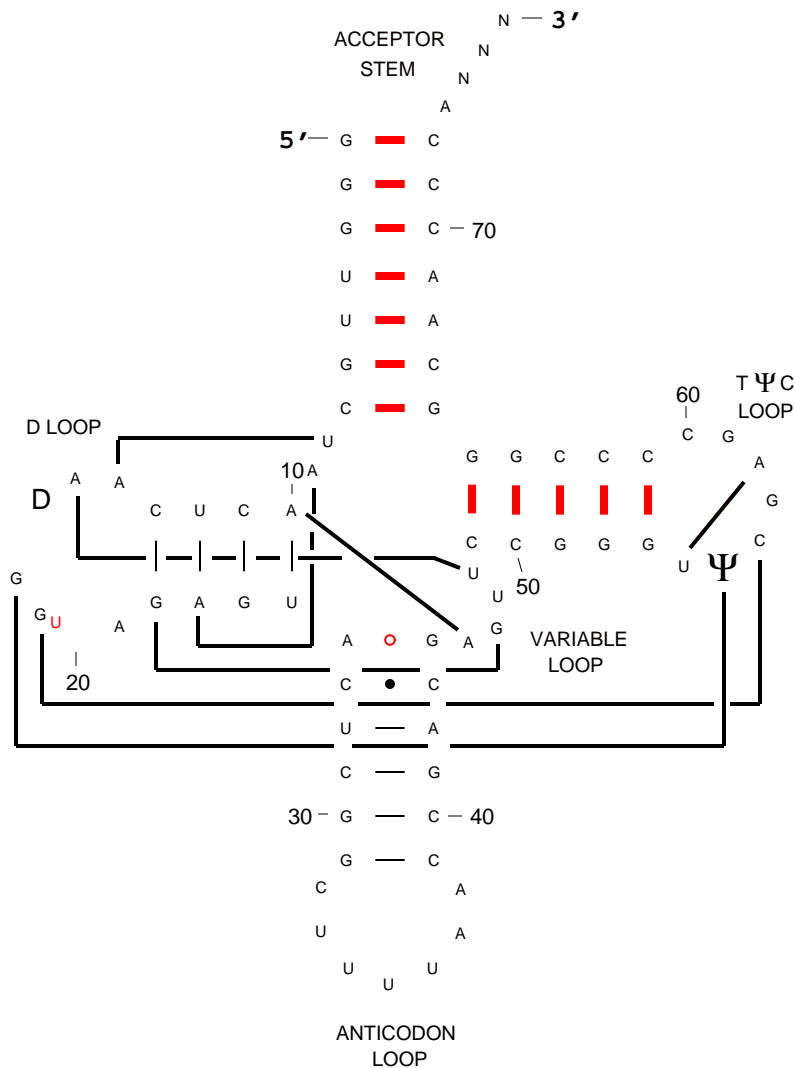 N 3′
ACCEPTOR N
STEM N
A
5′ G C
G C
G C 70
U A
U A
G C
C G
T Ψ C
60
LOOP
D LOOP
U
C G
G G C C C
A
10 A
A A
D
G
C U C A
C C G G G
C
U
U Ψ
50
G
U
G A G U
G U
A
A G A G
VARIABLE
LOOP
20
C C
U A
C G
30 G C 40
G C
C A
U A
U U
U
ANTICODON
LOOP